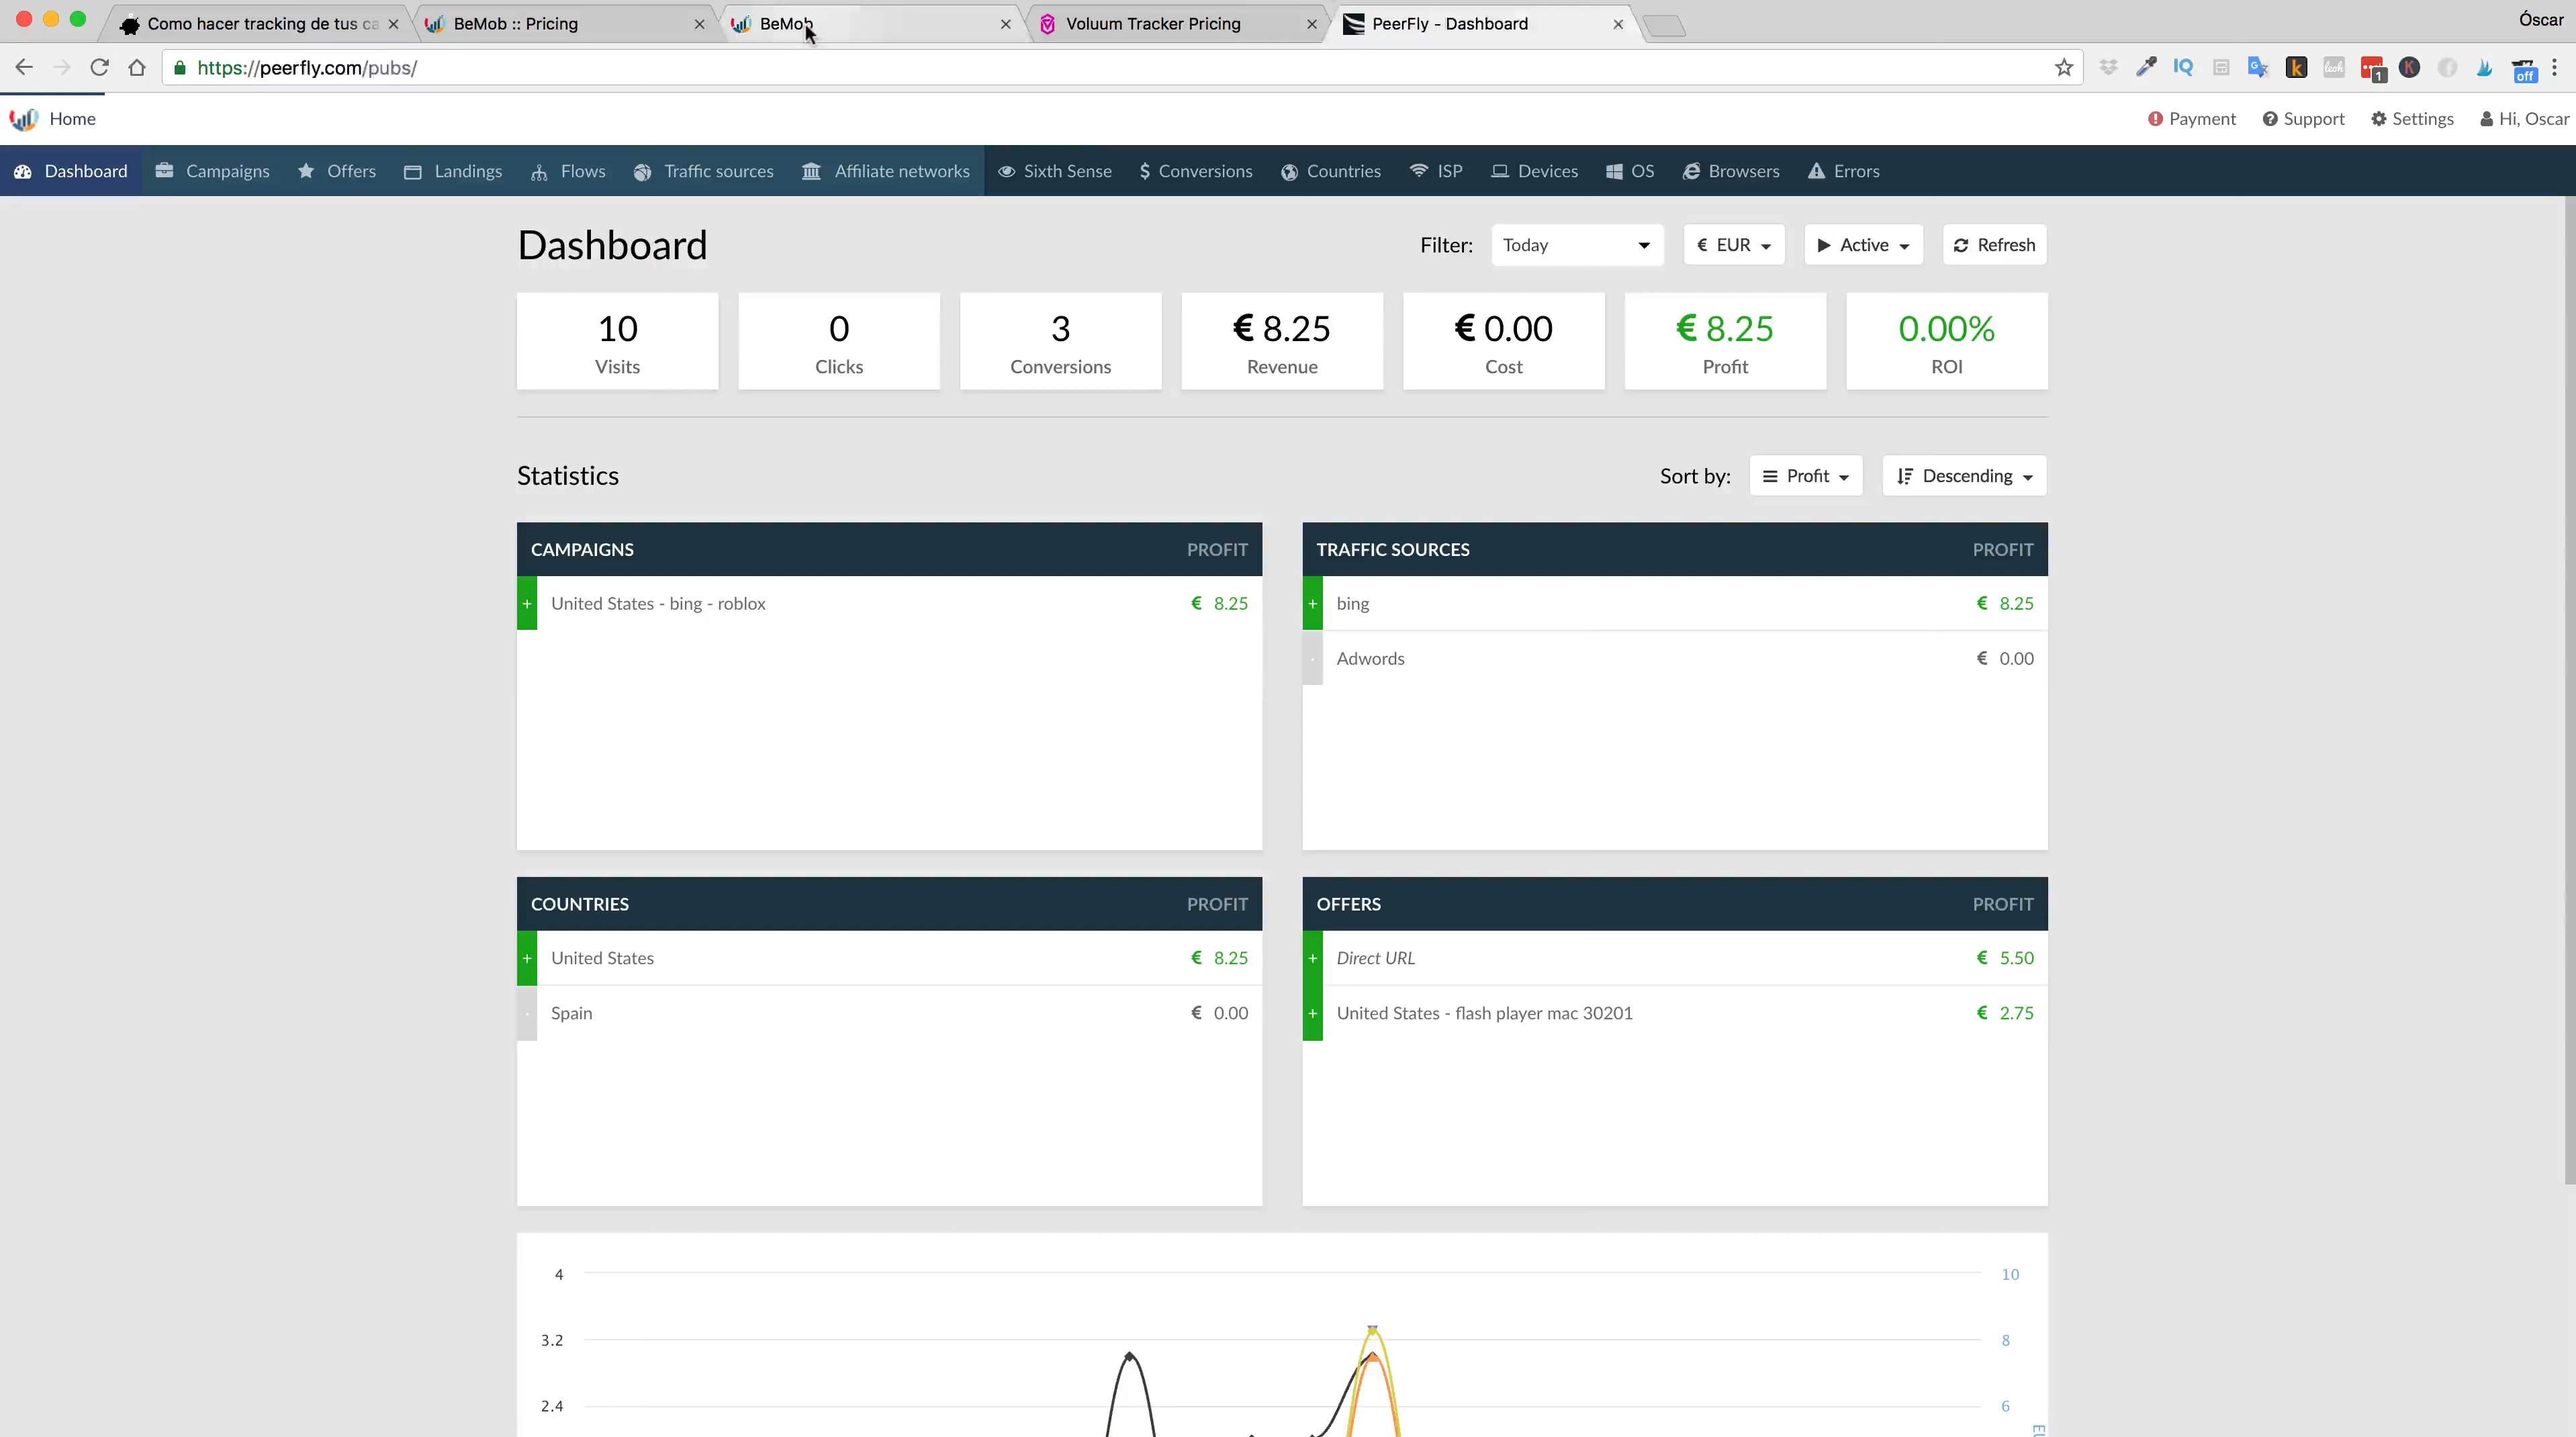 Como hacer tracking de tus ca
BeMob :: Pricing
BeMob
Voluum Tracker Pricing
PeerFly - Dashboard
Óscar
https://peerfly.com/pubs/
IQ
k
leoh
1
K
off
Home
Payment
Support
Settings
Hi, Oscar
Dashboard
Campaigns
Offers
Landings
Flows
Traffic sources
Affiliate networks
Sixth Sense
Conversions
Countries
ISP
Devices
OS
Browsers
Errors
Dashboard
Filter:
Today
€ EUR
Active
Refresh
10
Visits
0
Clicks
3
Conversions
€ 8.25
Revenue
€ 0.00
Cost
€ 8.25
Profit
0.00%
ROI
Statistics
Sort by:
Profit
Descending
CAMPAIGNS PROFIT
+ United States - bing - roblox € 8.25
TRAFFIC SOURCES PROFIT
+ bing € 8.25
Adwords € 0.00
COUNTRIES PROFIT
+ United States € 8.25
Spain € 0.00
OFFERS PROFIT
+ Direct URL € 5.50
+ United States - flash player mac 30201 € 2.75
4 10
3.2 8
2.4 6